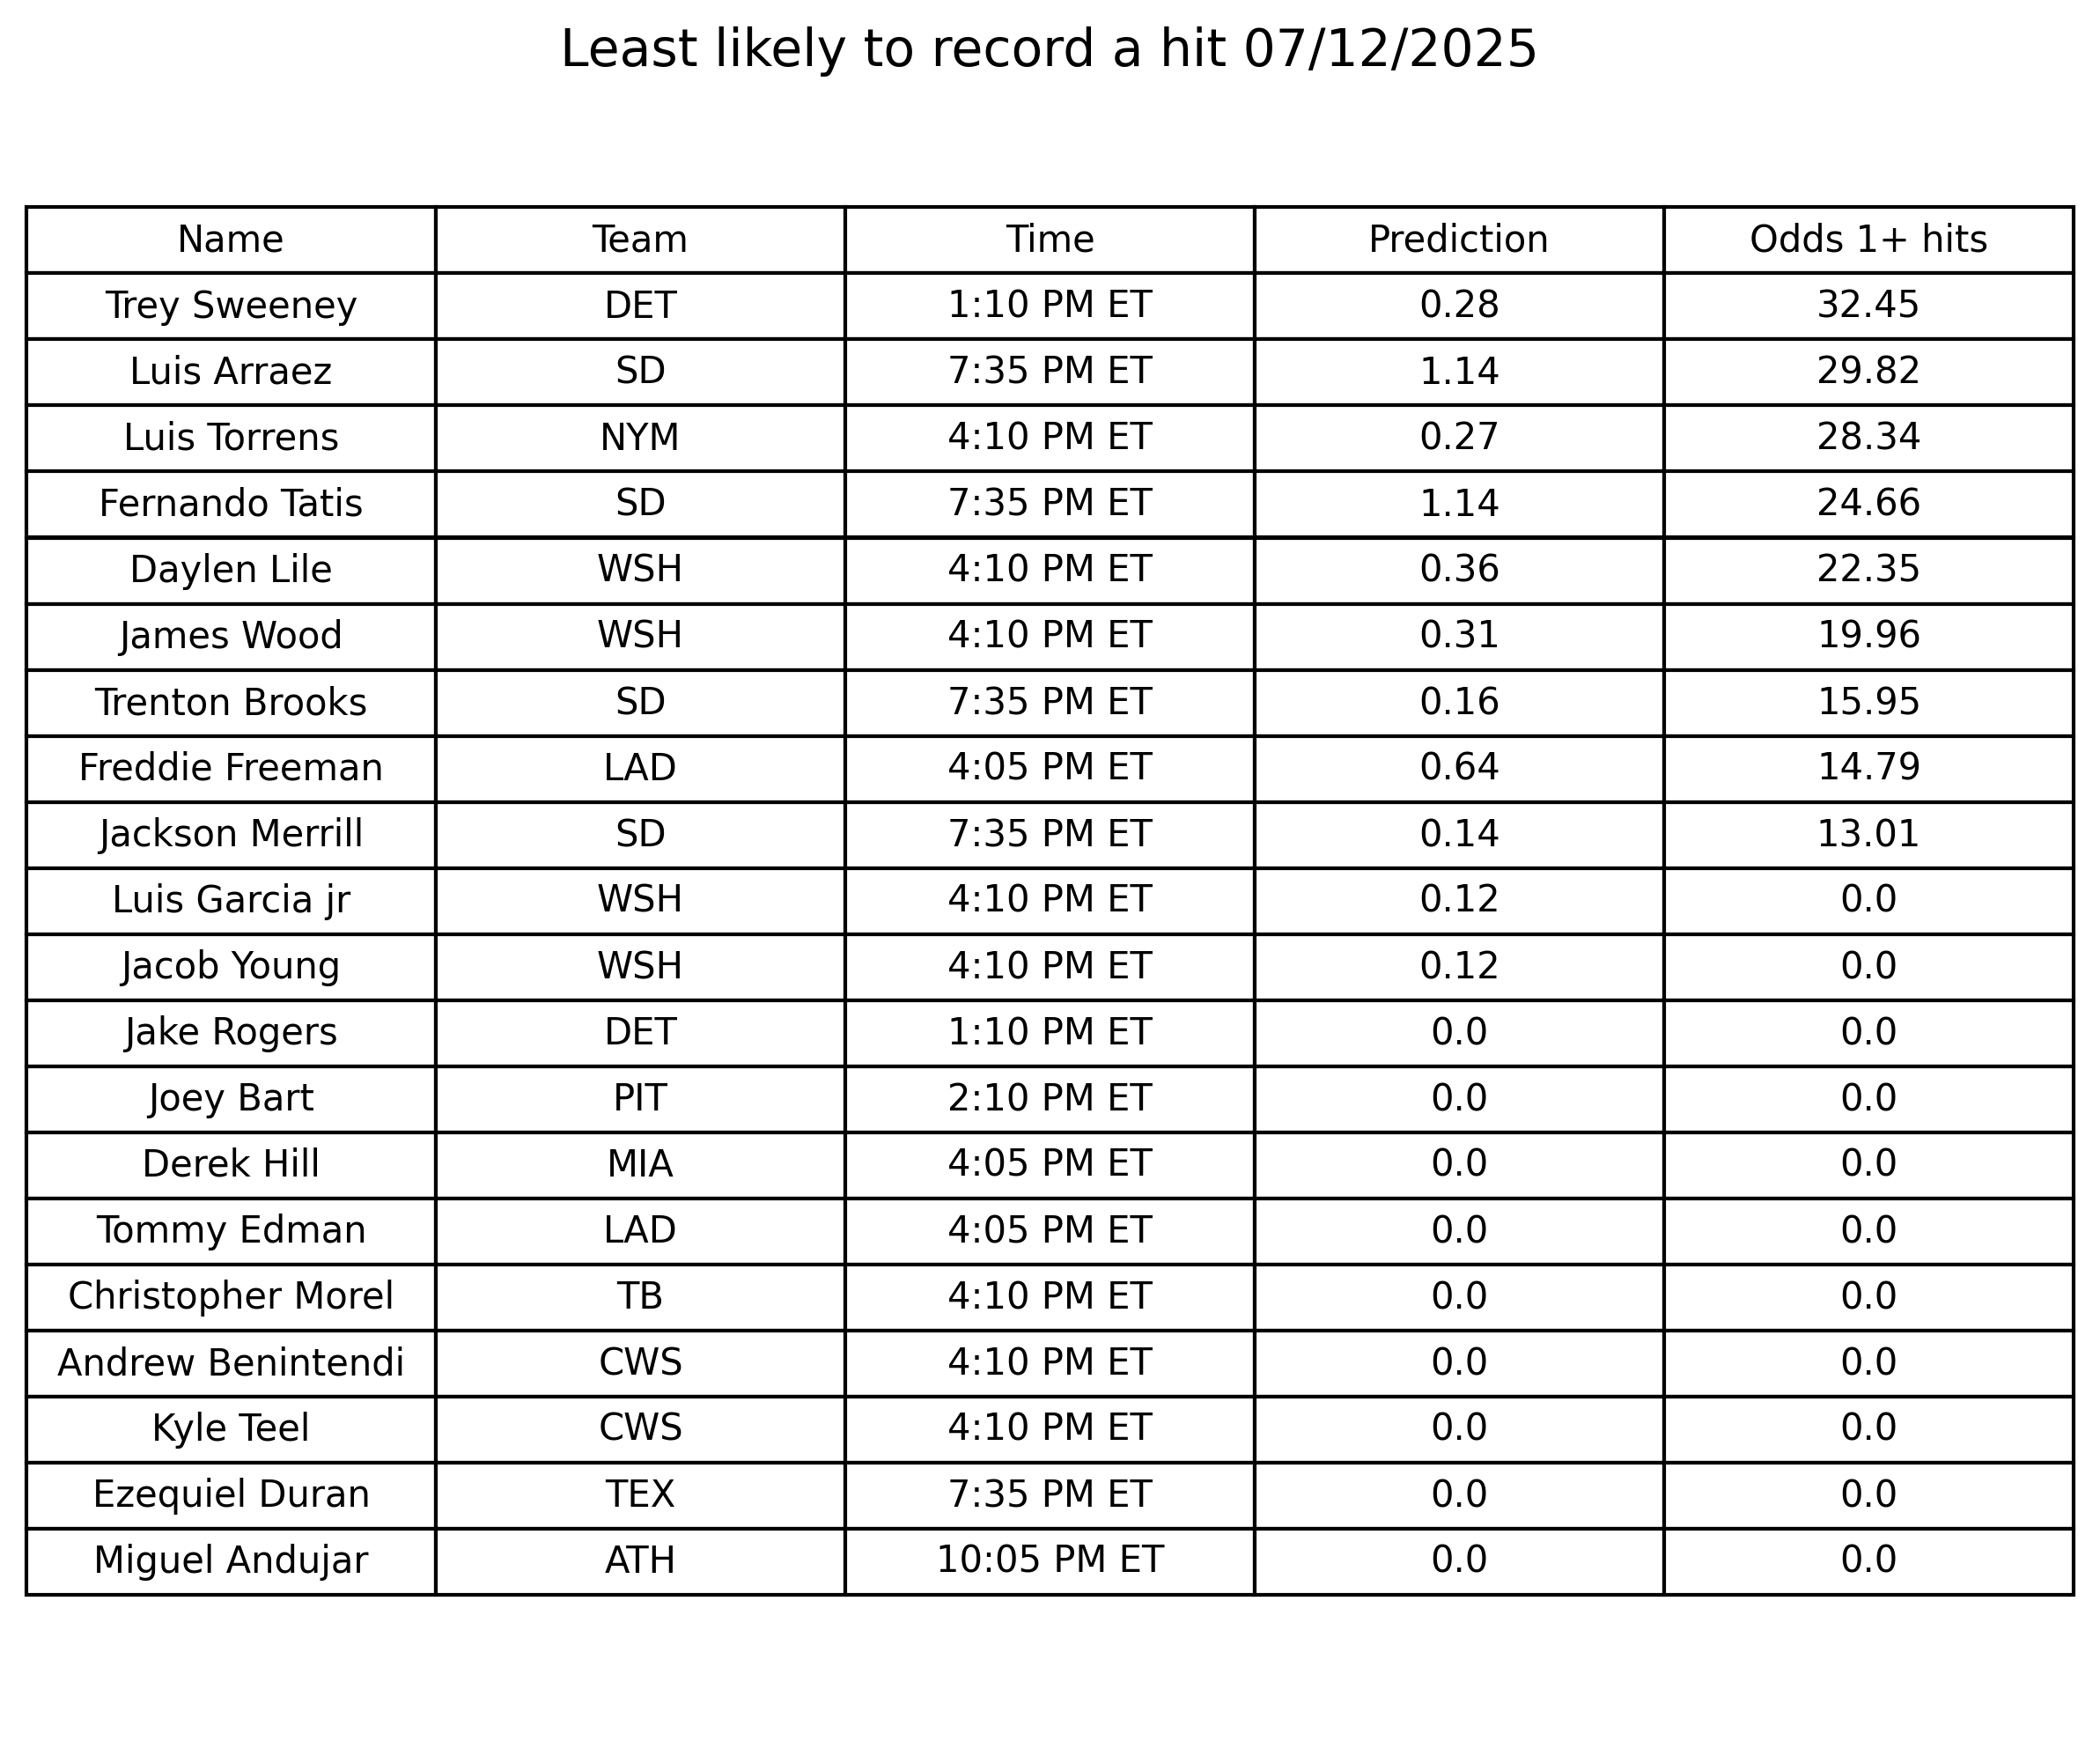 Least likely to record a hit 07/12/2025
Name Team Time Prediction Odds 1+ hits
Trey Sweeney DET 1:10 PM ET 0.28 32.45
Luis Arraez SD 7:35 PM ET 1.14 29.82
Luis Torrens NYM 4:10 PM ET 0.27 28.34
Fernando Tatis SD 7:35 PM ET 1.14 24.66
Daylen Lile WSH 4:10 PM ET 0.36 22.35
James Wood WSH 4:10 PM ET 0.31 19.96
Trenton Brooks SD 7:35 PM ET 0.16 15.95
Freddie Freeman LAD 4:05 PM ET 0.64 14.79
Jackson Merrill SD 7:35 PM ET 0.14 13.01
Luis Garcia jr WSH 4:10 PM ET 0.12 0.0
Jacob Young WSH 4:10 PM ET 0.12 0.0
Jake Rogers DET 1:10 PM ET 0.0 0.0
Joey Bart PIT 2:10 PM ET 0.0 0.0
Derek Hill MIA 4:05 PM ET 0.0 0.0
Tommy Edman LAD 4:05 PM ET 0.0 0.0
Christopher Morel TB 4:10 PM ET 0.0 0.0
Andrew Benintendi CWS 4:10 PM ET 0.0 0.0
Kyle Teel CWS 4:10 PM ET 0.0 0.0
Ezequiel Duran TEX 7:35 PM ET 0.0 0.0
Miguel Andujar ATH 10:05 PM ET 0.0 0.0